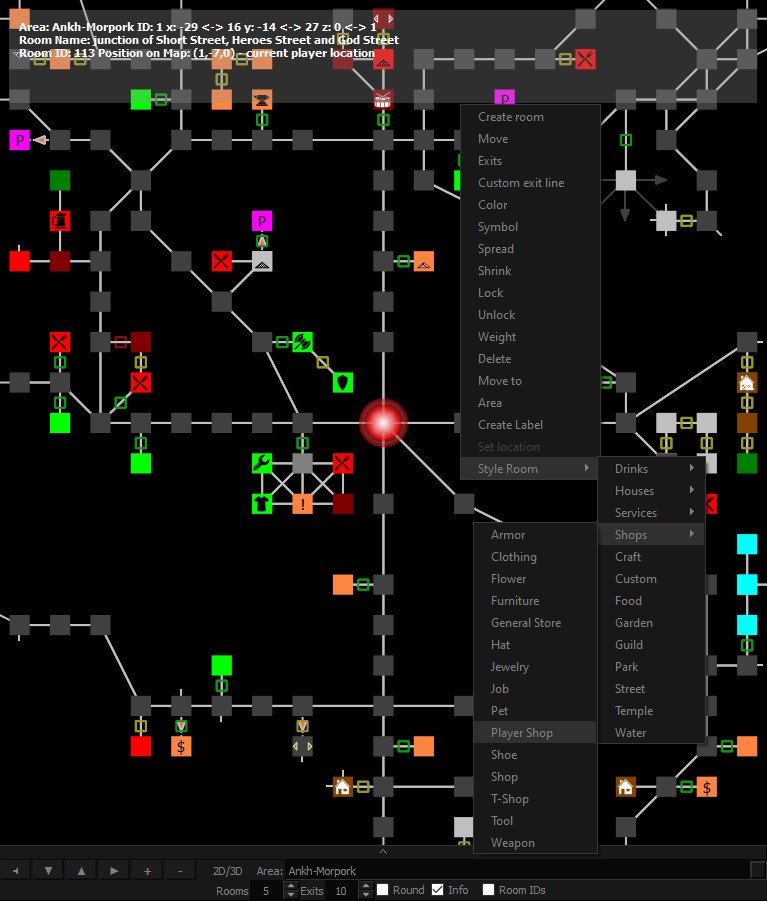 Area: Ankh-Morpork ID: 1 x: -29 <-> 16 y: -14 <-> 27 z: 0 <-> 1
Room Name: Junction of Short Street, Heroes Street and God Street
Room ID: 113 Position on Map: (1,-7,0) - current player location
P
P
P
Create room
Move
Exits
Custom exit line
Color
Symbol
Spread
Shrink
Lock
Unlock
Weight
Delete
Move to
Area
Create Label
Set location
Style Room
Drinks
Houses
Services
Shops
Craft
Custom
Food
Garden
Guild
Park
Street
Temple
Water
Armor
Clothing
Flower
Furniture
General Store
Hat
Jewelry
Job
Pet
Player Shop
Shoe
Shop
T-Shop
Tool
Weapon
!
$
$
+ - 2D/3D Area: Ankh-Morpork
Rooms 5 Exits 10 Round Info Room IDs